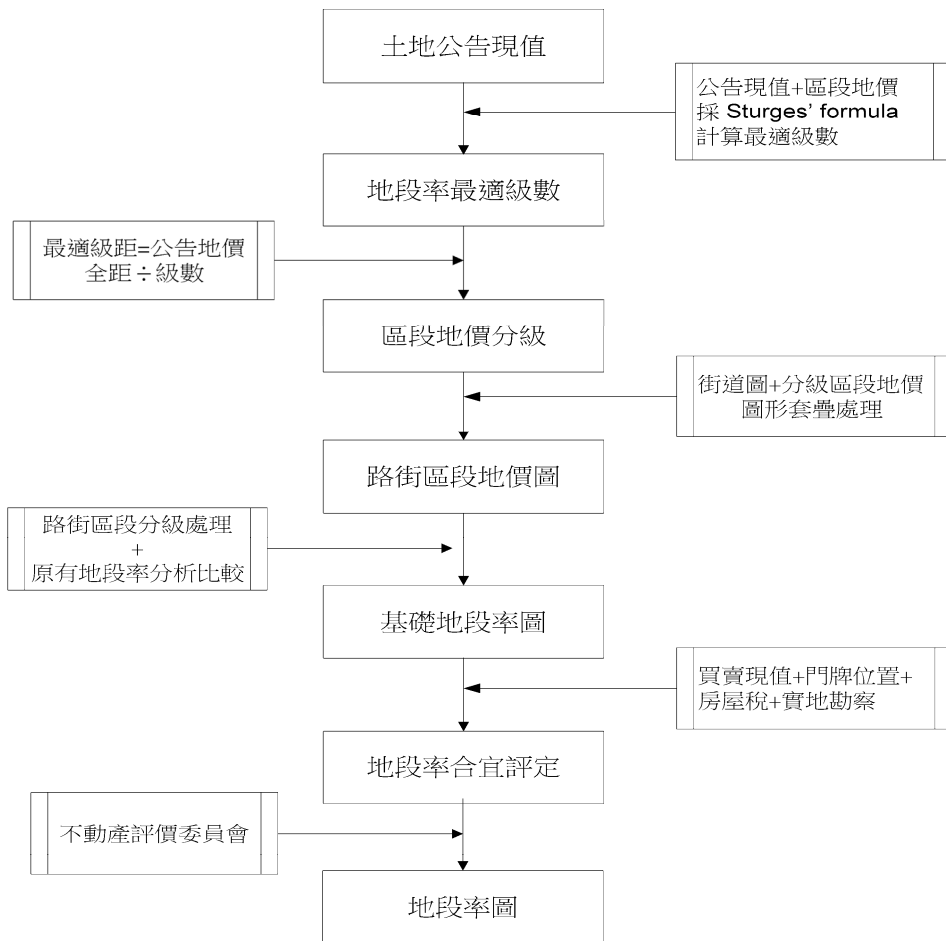 土地公告現值
公告現值+區段地價
採 Sturges’ formula
計算最適級數
地段率最適級數
最適級距=公告地價
全距÷級數
區段地價分級
街道圖+分級區段地價
圖形套疊處理
路街區段地價圖
路街區段分級處理
+
原有地段率分析比較
基礎地段率圖
買賣現值+門牌位置+
房屋稅+實地勘察
地段率合宜評定
不動產評價委員會
地段率圖